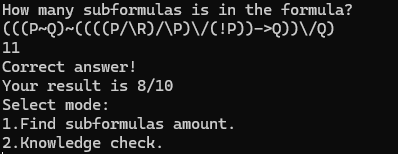 How many subformulas is in the formula?
(((P~Q)~((((P/\R)/\P)\/(!P))->Q))\/Q)
11
Correct answer!
Your result is 8/10
Select mode:
1.Find subformulas amount.
2.Knowledge check.